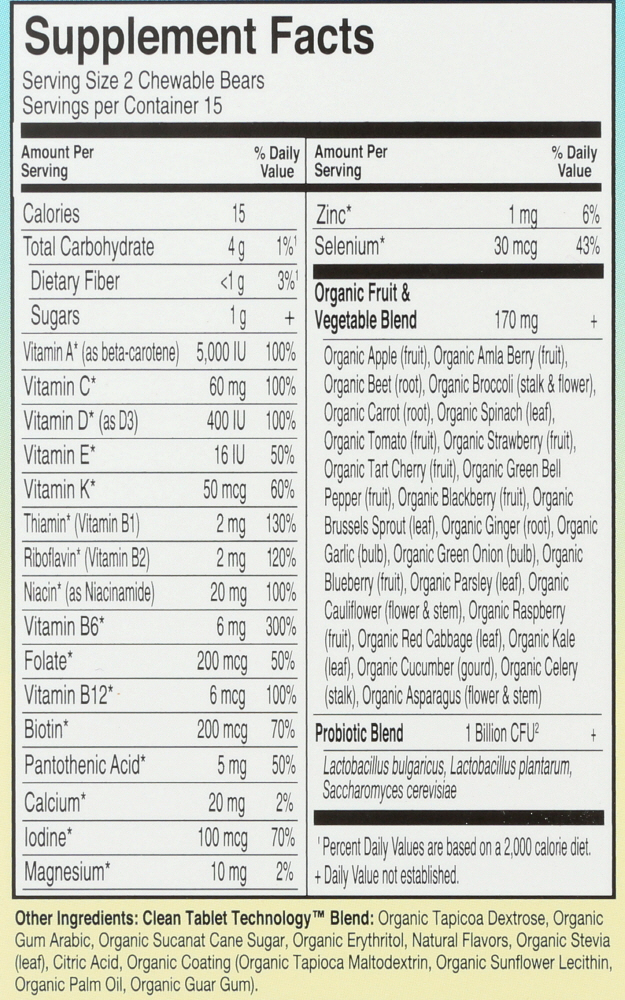 Supplement Facts
Serving Size 2 Chewable Bears
Servings per Container 15
Amount Per Serving % Daily Value
Calories 15
Total Carbohydrate 4 g 1%¹
Dietary Fiber <1 g 3%¹
Sugars 1 g +
Vitamin A* (as beta-carotene) 5,000 IU 100%
Vitamin C* 60 mg 100%
Vitamin D* (as D3) 400 IU 100%
Vitamin E* 16 IU 50%
Vitamin K* 50 mcg 60%
Thiamin* (Vitamin B1) 2 mg 130%
Riboflavin* (Vitamin B2) 2 mg 120%
Niacin* (as Niacinamide) 20 mg 100%
Vitamin B6* 6 mg 300%
Folate* 200 mcg 50%
Vitamin B12* 6 mcg 100%
Biotin* 200 mcg 70%
Pantothenic Acid* 5 mg 50%
Calcium* 20 mg 2%
Iodine* 100 mcg 70%
Magnesium* 10 mg 2%
Amount Per Serving % Daily Value
Zinc* 1 mg 6%
Selenium* 30 mcg 43%
Organic Fruit &
Vegetable Blend 170 mg +
Organic Apple (fruit), Organic Amla Berry (fruit),
Organic Beet (root), Organic Broccoli (stalk & flower),
Organic Carrot (root), Organic Spinach (leaf),
Organic Tomato (fruit), Organic Strawberry (fruit),
Organic Tart Cherry (fruit), Organic Green Bell
Pepper (fruit), Organic Blackberry (fruit), Organic
Brussels Sprout (leaf), Organic Ginger (root), Organic
Garlic (bulb), Organic Green Onion (bulb), Organic
Blueberry (fruit), Organic Parsley (leaf), Organic
Cauliflower (flower & stem), Organic Raspberry
(fruit), Organic Red Cabbage (leaf), Organic Kale
(leaf), Organic Cucumber (gourd), Organic Celery
(stalk), Organic Asparagus (flower & stem)
Probiotic Blend 1 Billion CFU² +
Lactobacillus bulgaricus, Lactobacillus plantarum,
Saccharomyces cerevisiae
¹ Percent Daily Values are based on a 2,000 calorie diet.
+ Daily Value not established.
Other Ingredients: Clean Tablet Technology™ Blend: Organic Tapicoa Dextrose, Organic
Gum Arabic, Organic Sucanat Cane Sugar, Organic Erythritol, Natural Flavors, Organic Stevia
(leaf), Citric Acid, Organic Coating (Organic Tapioca Maltodextrin, Organic Sunflower Lecithin,
Organic Palm Oil, Organic Guar Gum).